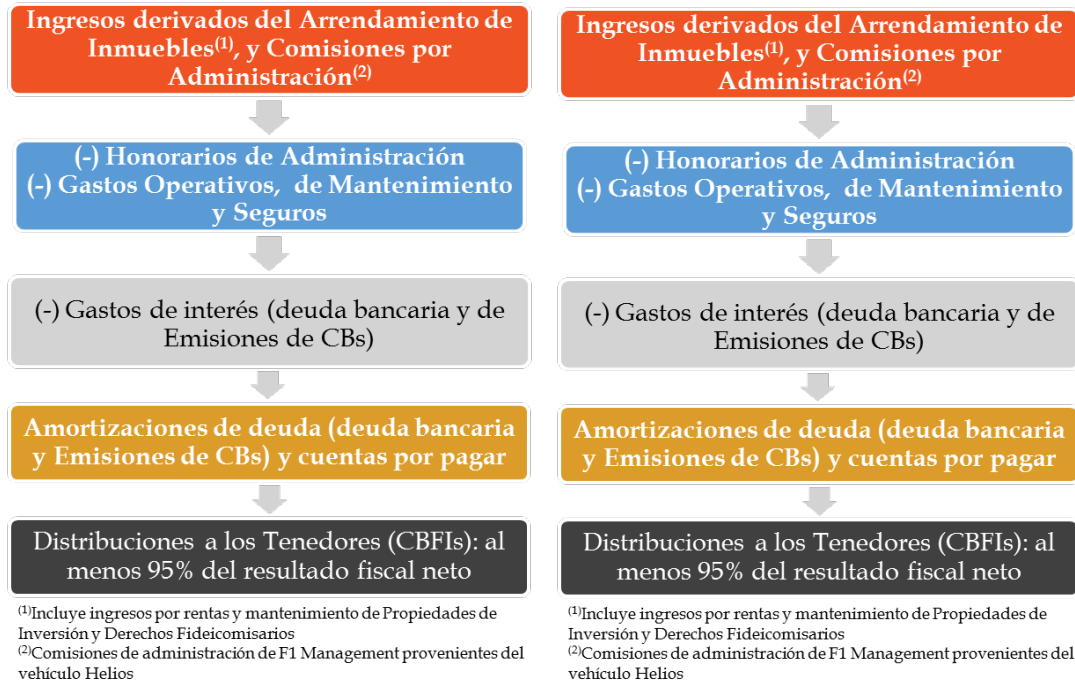 Ingresos derivados del Arrendamiento de
Inmuebles(1), y Comisiones por
Administración(2)
(-) Honorarios de Administración
(-) Gastos Operativos, de Mantenimiento
y Seguros
(-) Gastos de interés (deuda bancaria y de
Emisiones de CBs)
Amortizaciones de deuda (deuda bancaria
y Emisiones de CBs) y cuentas por pagar
Distribuciones a los Tenedores (CBFIs): al
menos 95% del resultado fiscal neto
(1)Incluye ingresos por rentas y mantenimiento de Propiedades de
Inversión y Derechos Fideicomisarios
(2)Comisiones de administración de F1 Management provenientes del
vehículo Helios
Ingresos derivados del Arrendamiento de
Inmuebles(1), y Comisiones por
Administración(2)
(-) Honorarios de Administración
(-) Gastos Operativos, de Mantenimiento
y Seguros
(-) Gastos de interés (deuda bancaria y de
Emisiones de CBs)
Amortizaciones de deuda (deuda bancaria
y Emisiones de CBs) y cuentas por pagar
Distribuciones a los Tenedores (CBFIs): al
menos 95% del resultado fiscal neto
(1)Incluye ingresos por rentas y mantenimiento de Propiedades de
Inversión y Derechos Fideicomisarios
(2)Comisiones de administración de F1 Management provenientes del
vehículo Helios